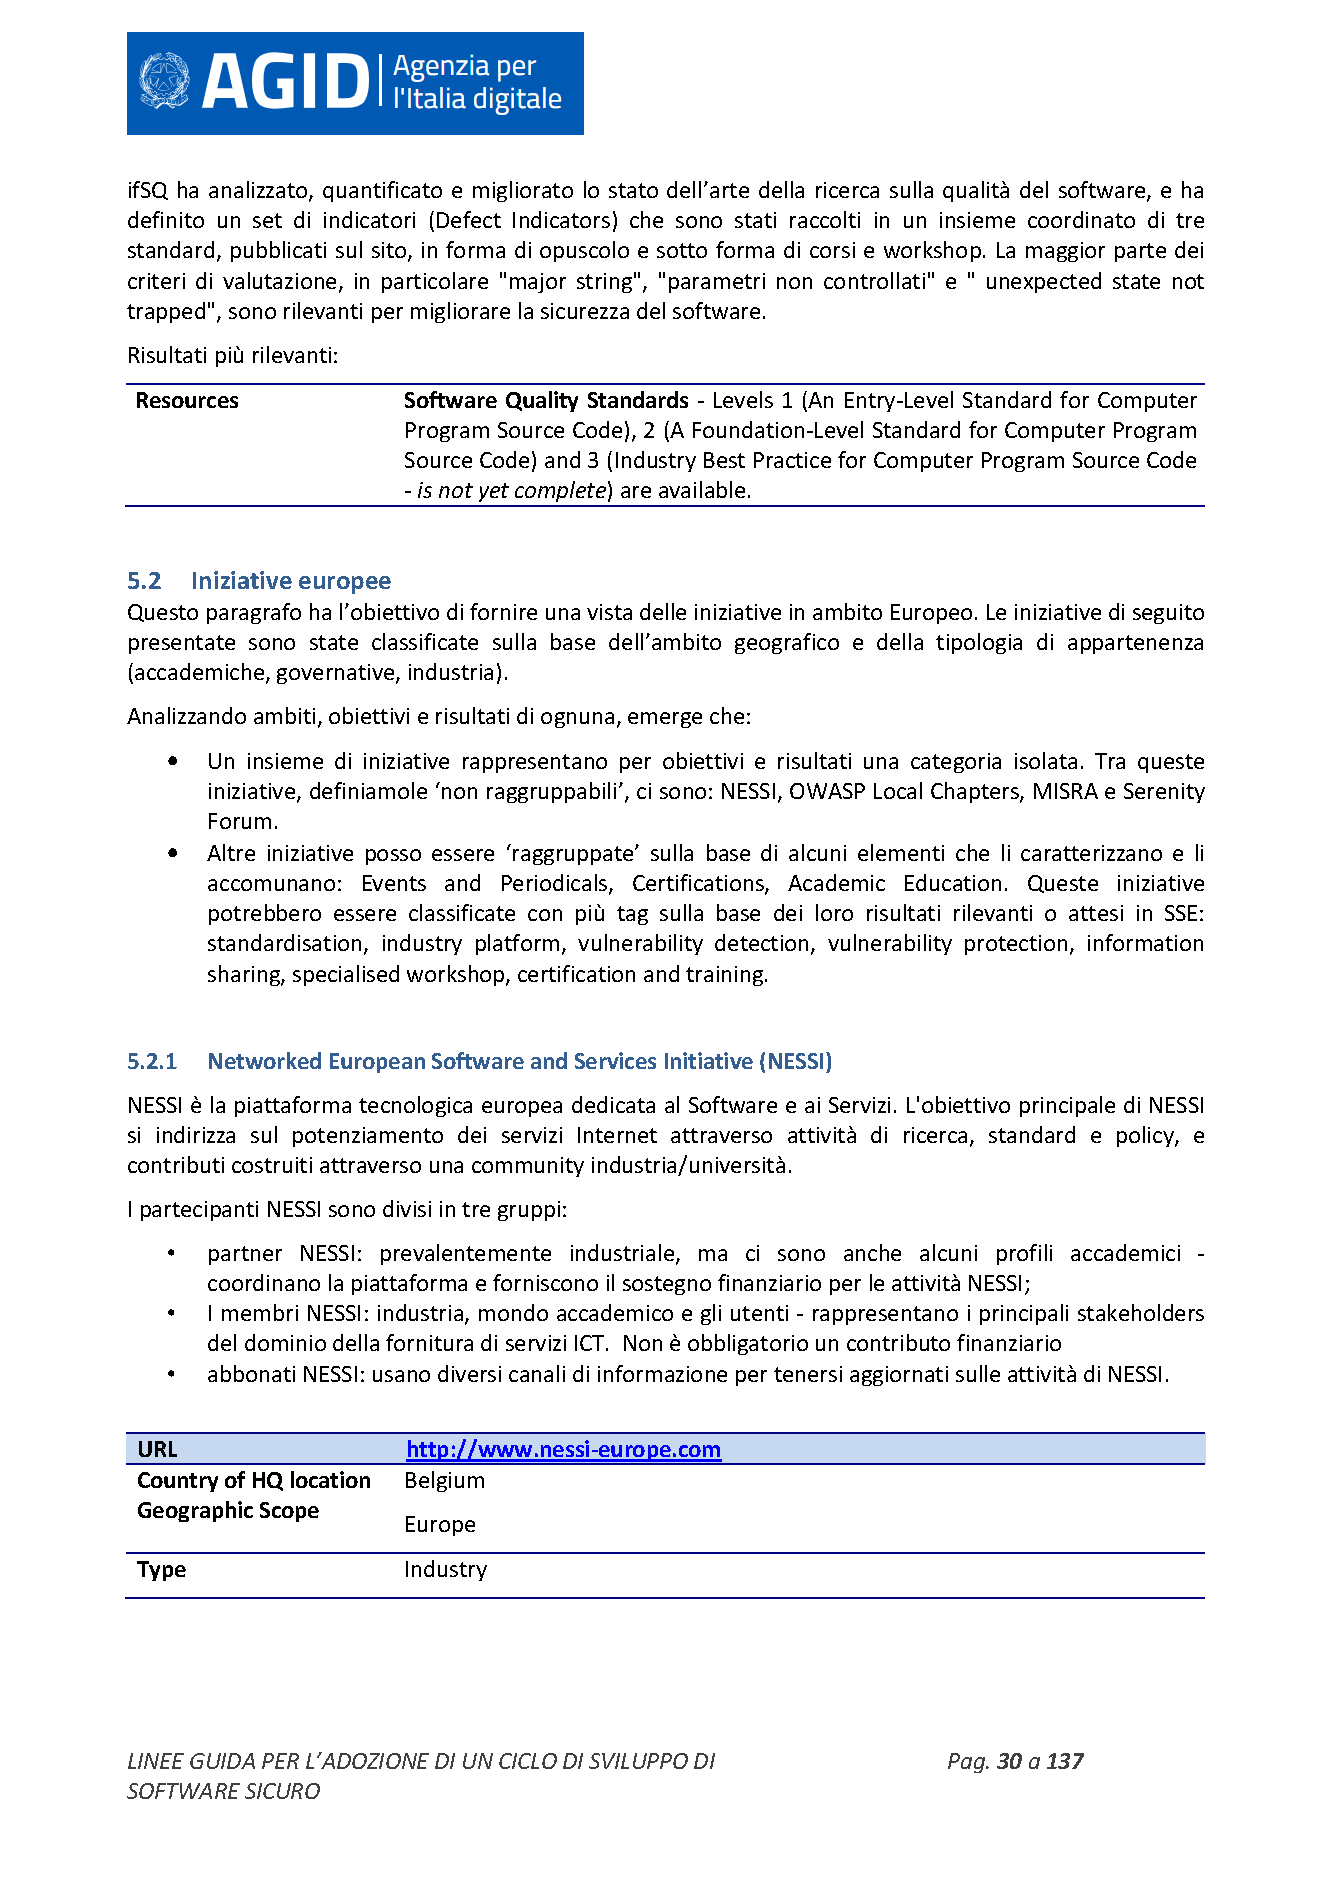 AGID Agenzia per
l'Italia digitale
ifSQ ha analizzato, quantificato e migliorato lo stato dell’arte della ricerca sulla qualità del software, e ha
definito un set di indicatori (Defect Indicators) che sono stati raccolti in un insieme coordinato di tre
standard, pubblicati sul sito, in forma di opuscolo e sotto forma di corsi e workshop. La maggior parte dei
criteri di valutazione, in particolare "major string", "parametri non controllati" e " unexpected state not
trapped", sono rilevanti per migliorare la sicurezza del software.
Risultati più rilevanti:
Resources Software Quality Standards - Levels 1 (An Entry-Level Standard for Computer
Program Source Code), 2 (A Foundation-Level Standard for Computer Program
Source Code) and 3 (Industry Best Practice for Computer Program Source Code
- is not yet complete) are available.
5.2 Iniziative europee
Questo paragrafo ha l’obiettivo di fornire una vista delle iniziative in ambito Europeo. Le iniziative di seguito
presentate sono state classificate sulla base dell’ambito geografico e della tipologia di appartenenza
(accademiche, governative, industria).
Analizzando ambiti, obiettivi e risultati di ognuna, emerge che:
• Un insieme di iniziative rappresentano per obiettivi e risultati una categoria isolata. Tra queste
iniziative, definiamole ‘non raggruppabili’, ci sono: NESSI, OWASP Local Chapters, MISRA e Serenity
Forum.
• Altre iniziative posso essere ‘raggruppate’ sulla base di alcuni elementi che li caratterizzano e li
accomunano: Events and Periodicals, Certifications, Academic Education. Queste iniziative
potrebbero essere classificate con più tag sulla base dei loro risultati rilevanti o attesi in SSE:
standardisation, industry platform, vulnerability detection, vulnerability protection, information
sharing, specialised workshop, certification and training.
5.2.1 Networked European Software and Services Initiative (NESSI)
NESSI è la piattaforma tecnologica europea dedicata al Software e ai Servizi. L'obiettivo principale di NESSI
si indirizza sul potenziamento dei servizi Internet attraverso attività di ricerca, standard e policy, e
contributi costruiti attraverso una community industria/università.
I partecipanti NESSI sono divisi in tre gruppi:
• partner NESSI: prevalentemente industriale, ma ci sono anche alcuni profili accademici -
coordinano la piattaforma e forniscono il sostegno finanziario per le attività NESSI;
• I membri NESSI: industria, mondo accademico e gli utenti - rappresentano i principali stakeholders
del dominio della fornitura di servizi ICT. Non è obbligatorio un contributo finanziario
• abbonati NESSI: usano diversi canali di informazione per tenersi aggiornati sulle attività di NESSI.
URL http://www.nessi-europe.com
Country of HQ location Belgium
Geographic Scope
Europe
Type Industry
LINEE GUIDA PER L’ADOZIONE DI UN CICLO DI SVILUPPO DI Pag. 30 a 137
SOFTWARE SICURO